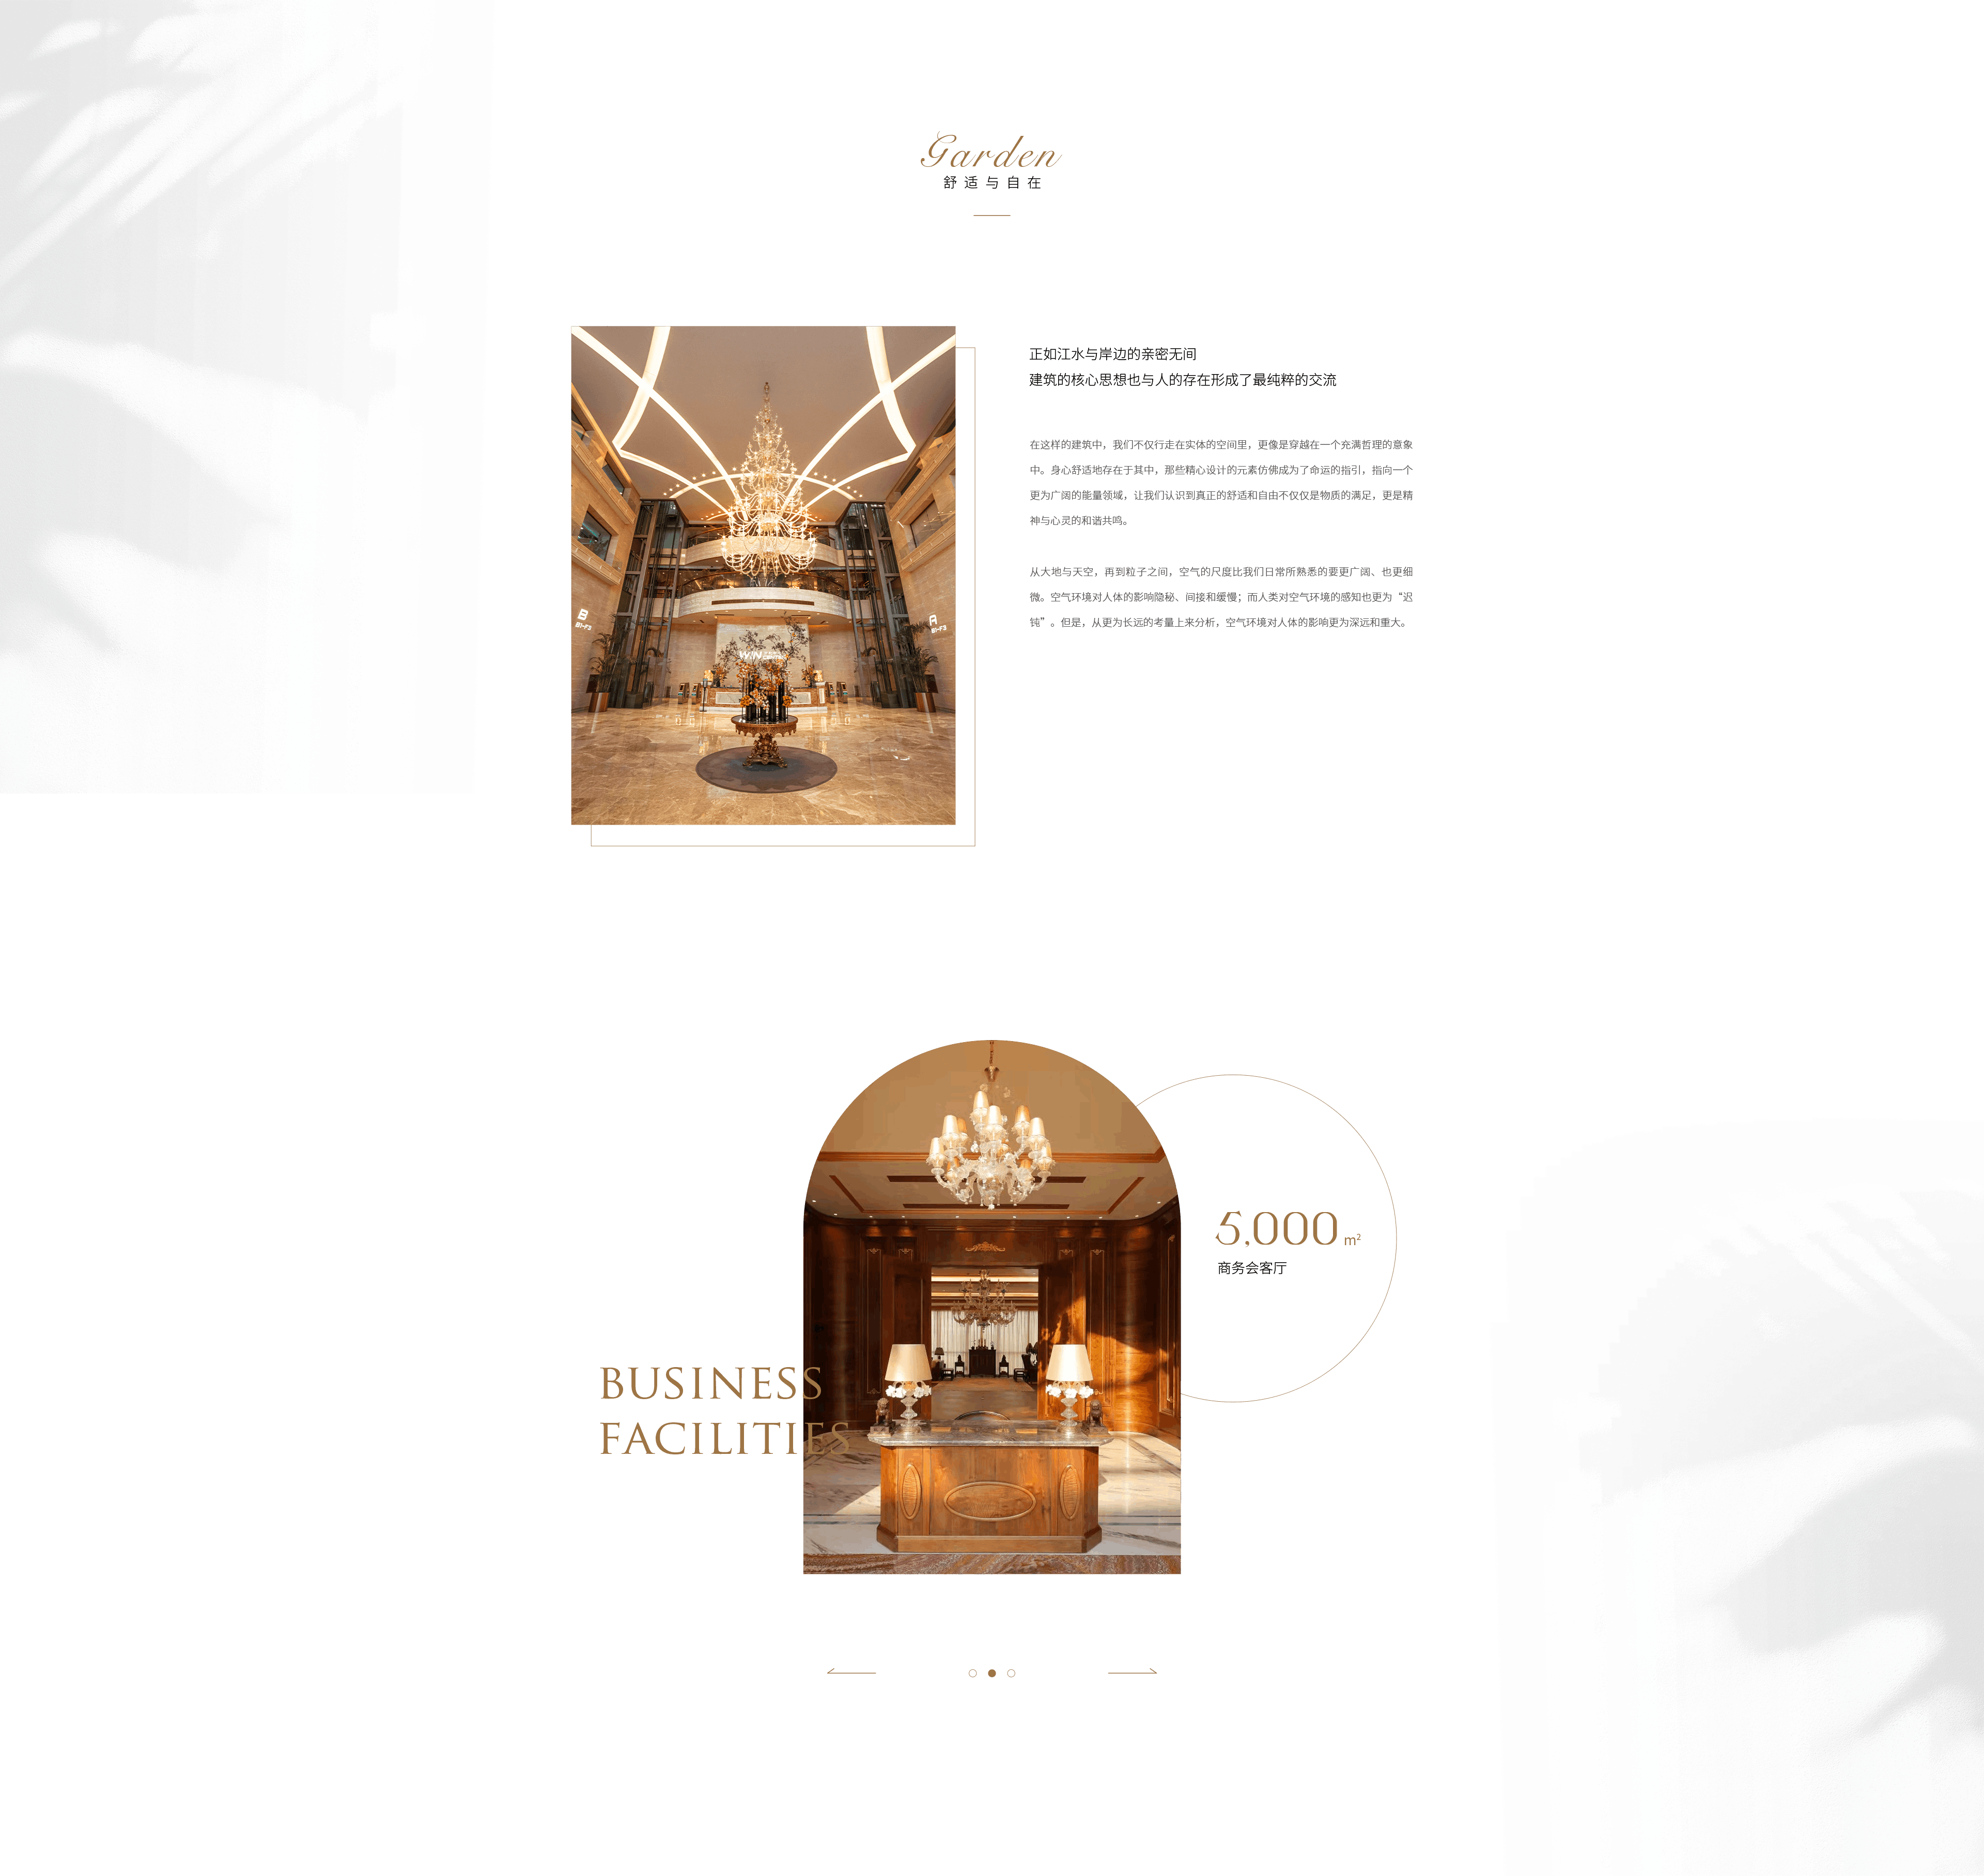 Garden
舒适与自在
正如江水与岸边的亲密无间
建筑的核心思想也与人的存在形成了最纯粹的交流
在这样的建筑中，我们不仅行走在实体的空间里，更像是穿越在一个充满哲理的意象
中。身心舒适地存在于其中，那些精心设计的元素仿佛成为了命运的指引，指向一个
更为广阔的能量领域，让我们认识到真正的舒适和自由不仅仅是物质的满足，更是精
神与心灵的和谐共鸣。
从大地与天空，再到粒子之间，空气的尺度比我们日常所熟悉的要更广阔、也更细
微。空气环境对人体的影响隐秘、间接和缓慢；而人类对空气环境的感知也更为“迟
钝”。但是，从更为长远的考量上来分析，空气环境对人体的影响更为深远和重大。
B
B1-F3
A
B1-F3
WIN
5,000 m²
商务会客厅
BUSINESS
FACILITIES